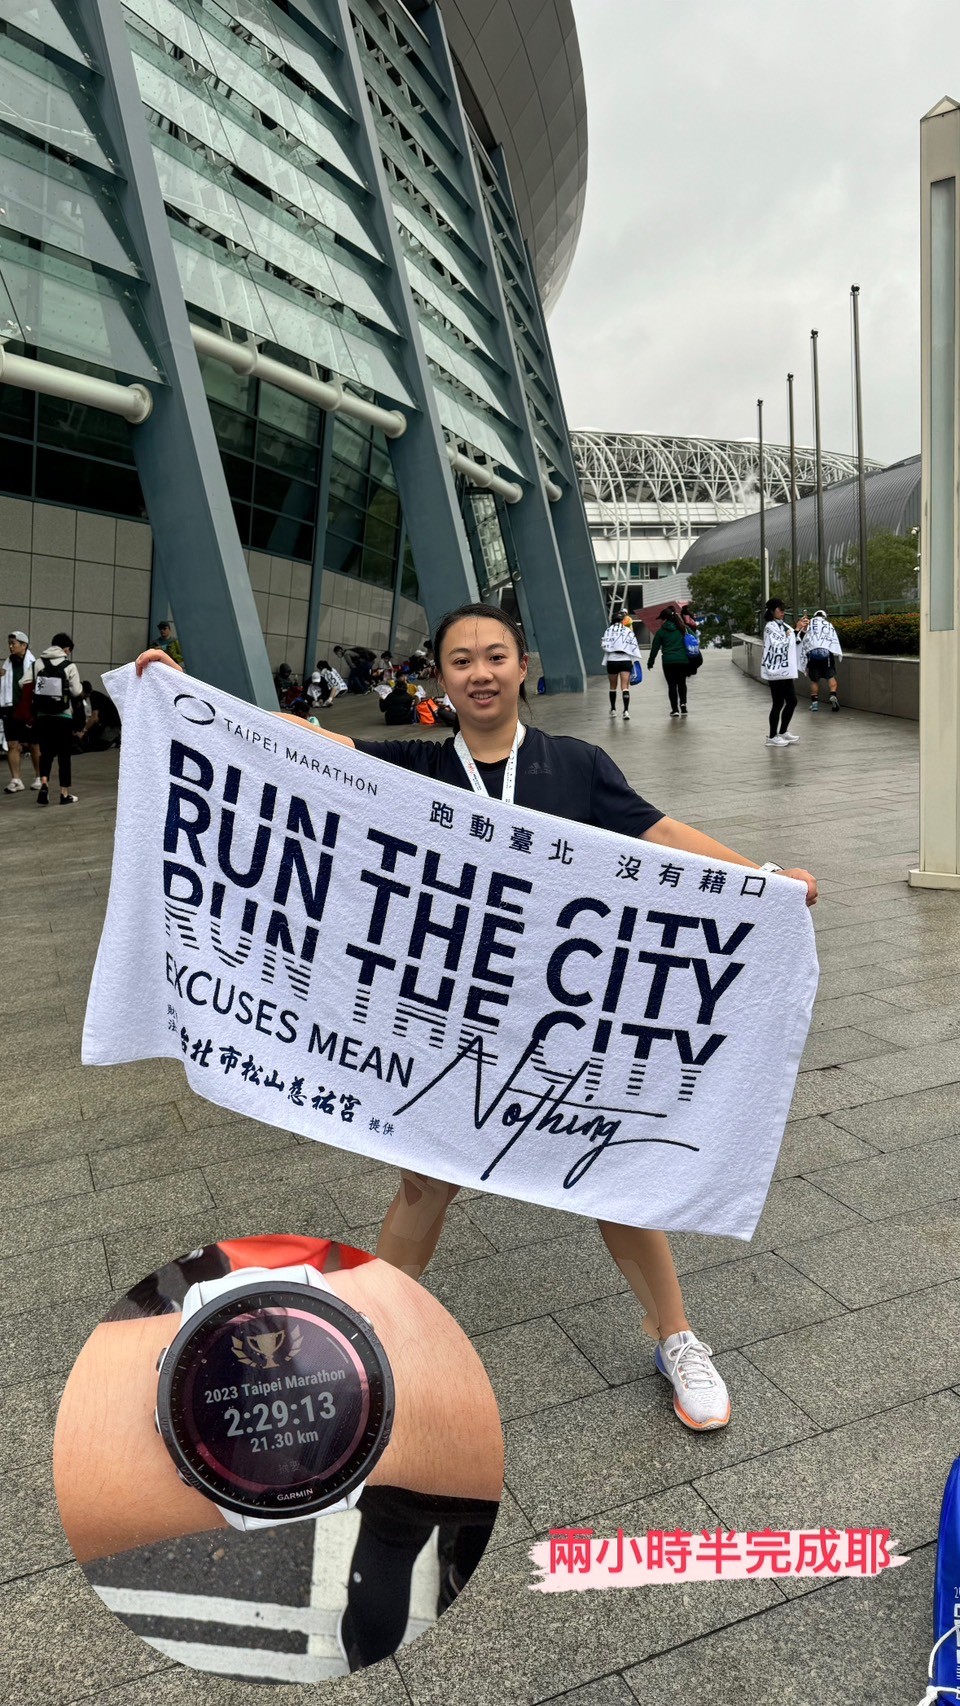 TAIPEI MARATHON
跑動臺北 沒有藉口
RUN THE CITY
RUN THE CITY
RUN THE CITY
EXCUSES MEAN Nothing
財
法
台北市松山慈祐宮 提供
2023 Taipei Marathon
2:29:13
21.30 km
GARMIN
兩小時半完成耶